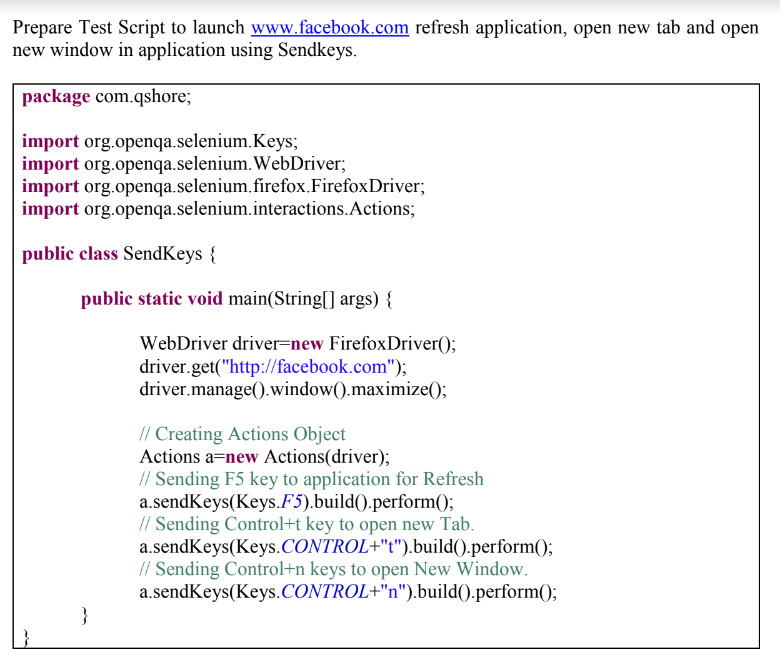 Prepare Test Script to launch www.facebook.com refresh application, open new tab and open
new window in application using Sendkeys.
package com.qshore;
import org.openqa.selenium.Keys;
import org.openqa.selenium.WebDriver;
import org.openqa.selenium.firefox.FirefoxDriver;
import org.openqa.selenium.interactions.Actions;
public class SendKeys {
public static void main(String[] args) {
WebDriver driver=new FirefoxDriver();
driver.get("http://facebook.com");
driver.manage().window().maximize();
// Creating Actions Object
Actions a=new Actions(driver);
// Sending F5 key to application for Refresh
a.sendKeys(Keys.F5).build().perform();
// Sending Control+t key to open new Tab.
a.sendKeys(Keys.CONTROL+"t").build().perform();
// Sending Control+n keys to open New Window.
a.sendKeys(Keys.CONTROL+"n").build().perform();
}
}